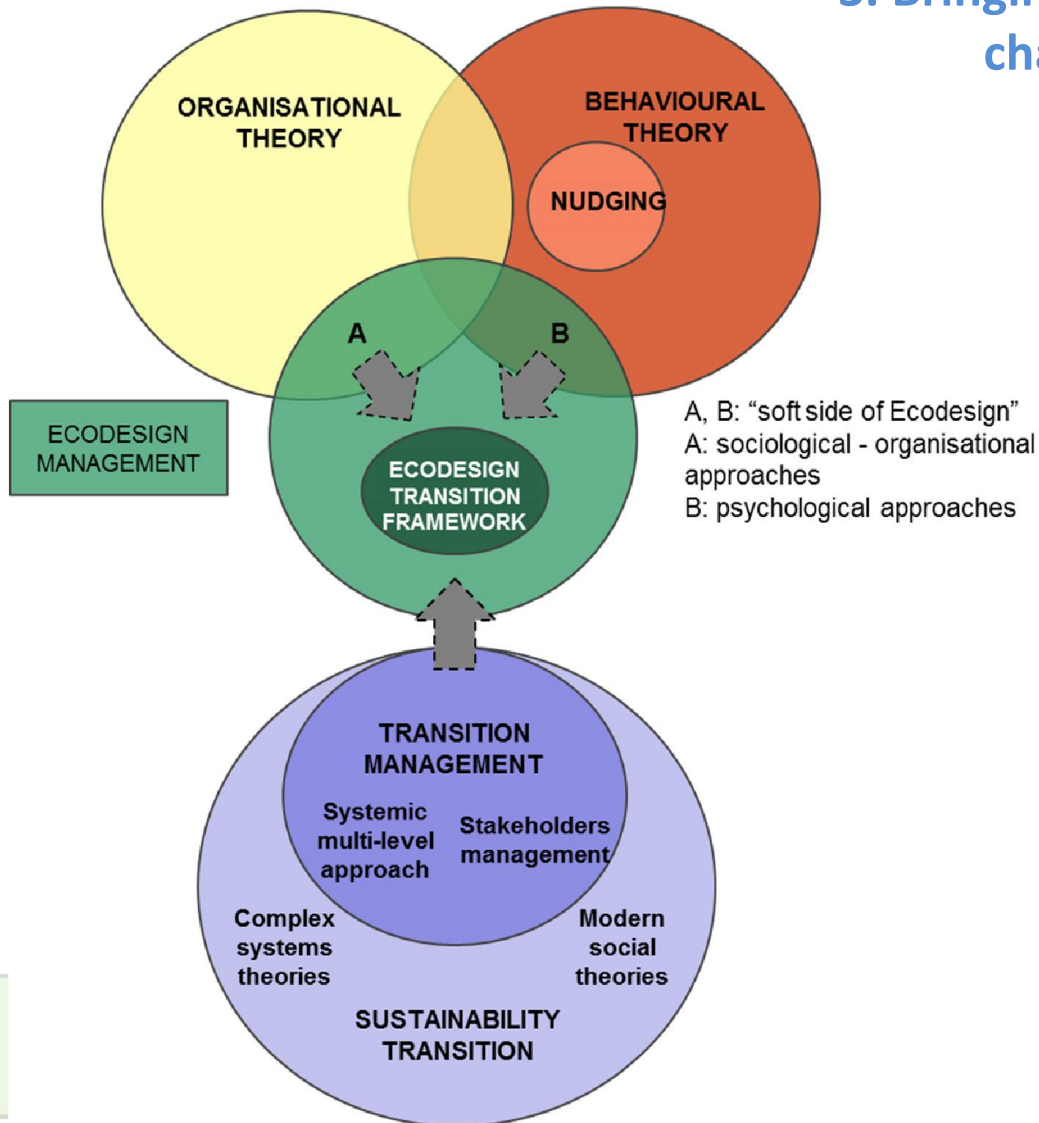 ORGANISATIONAL
THEORY
BEHAVIOURAL
THEORY
NUDGING
A
B
ECODESIGN
MANAGEMENT
ECODESIGN
TRANSITION
FRAMEWORK
A, B: “soft side of Ecodesign”
A: sociological - organisational
approaches
B: psychological approaches
TRANSITION
MANAGEMENT
Systemic
multi-level
approach
Stakeholders
management
Complex
systems
theories
Modern
social
theories
SUSTAINABILITY
TRANSITION